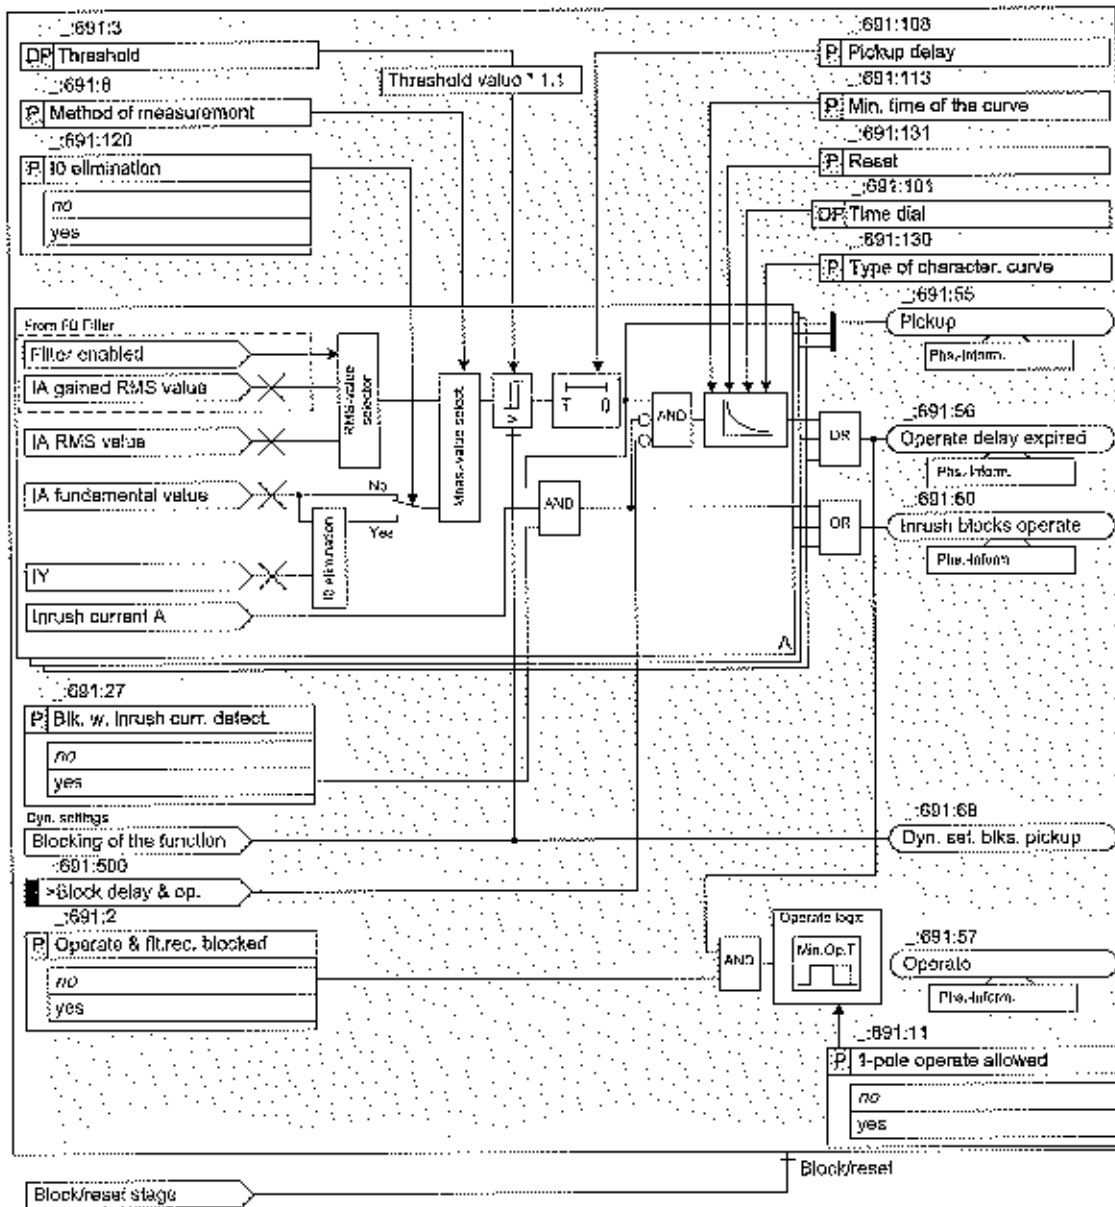 _:691:3
DP Threshold
_:691:8
P Method of measurement
_:691:120
P I0 elimination
no
yes
Threshold value * 1.1
_:691:108
P Pickup delay
_:691:113
P Min. time of the curve
_:691:131
P Reset
_:691:101
DP Time dial
_:691:130
P Type of character. curve
_:691:55
Pickup
Phs.-Inform.
From 50 Filter
Filter enabled
IA gained RMS value
IA RMS value
IA fundamental value
IY
Inrush current A
RMS-value selector
No
Yes
I0 elimination
Meas.-value select.
T 0
AND
AND
OR
OR
A
_:691:56
Operate delay expired
Phs.-Inform.
_:691:60
Inrush blocks operate
Phs.-Inform
_:691:27
P Blk. w. inrush curr. detect.
no
yes
Dyn. settings
Blocking of the function
_:691:68
Dyn. set. blks. pickup
_:691:500
>Block delay & op.
_:691:2
P Operate & flt.rec. blocked
no
yes
AND
Operate logic
Min.Op.T
_:691:57
Operate
Phs.-Inform.
_:691:11
P 1-pole operate allowed
no
yes
Block/reset
Block/reset stage